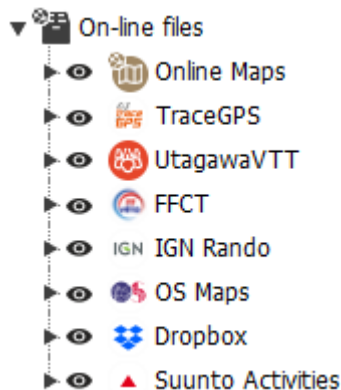 On-line files
Online Maps
TraceGPS
UtagawaVTT
FFCT
IGN IGN Rando
OS Maps
Dropbox
Suunto Activities